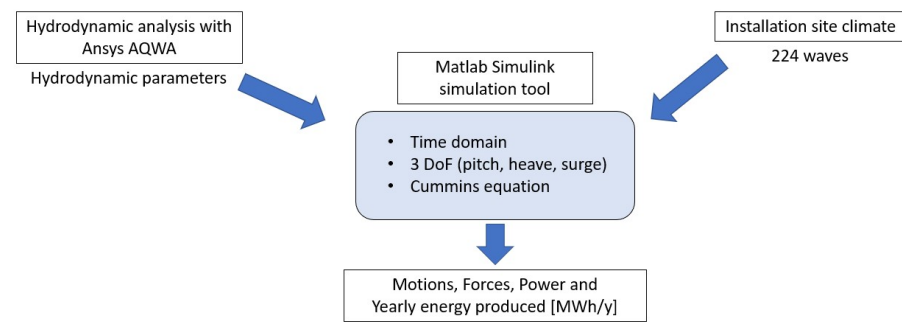 Hydrodynamic analysis with
Ansys AQWA
Hydrodynamic parameters
Installation site climate
224 waves
Matlab Simulink
simulation tool
• Time domain
• 3 DoF (pitch, heave, surge)
• Cummins equation
Motions, Forces, Power and
Yearly energy produced [MWh/y]